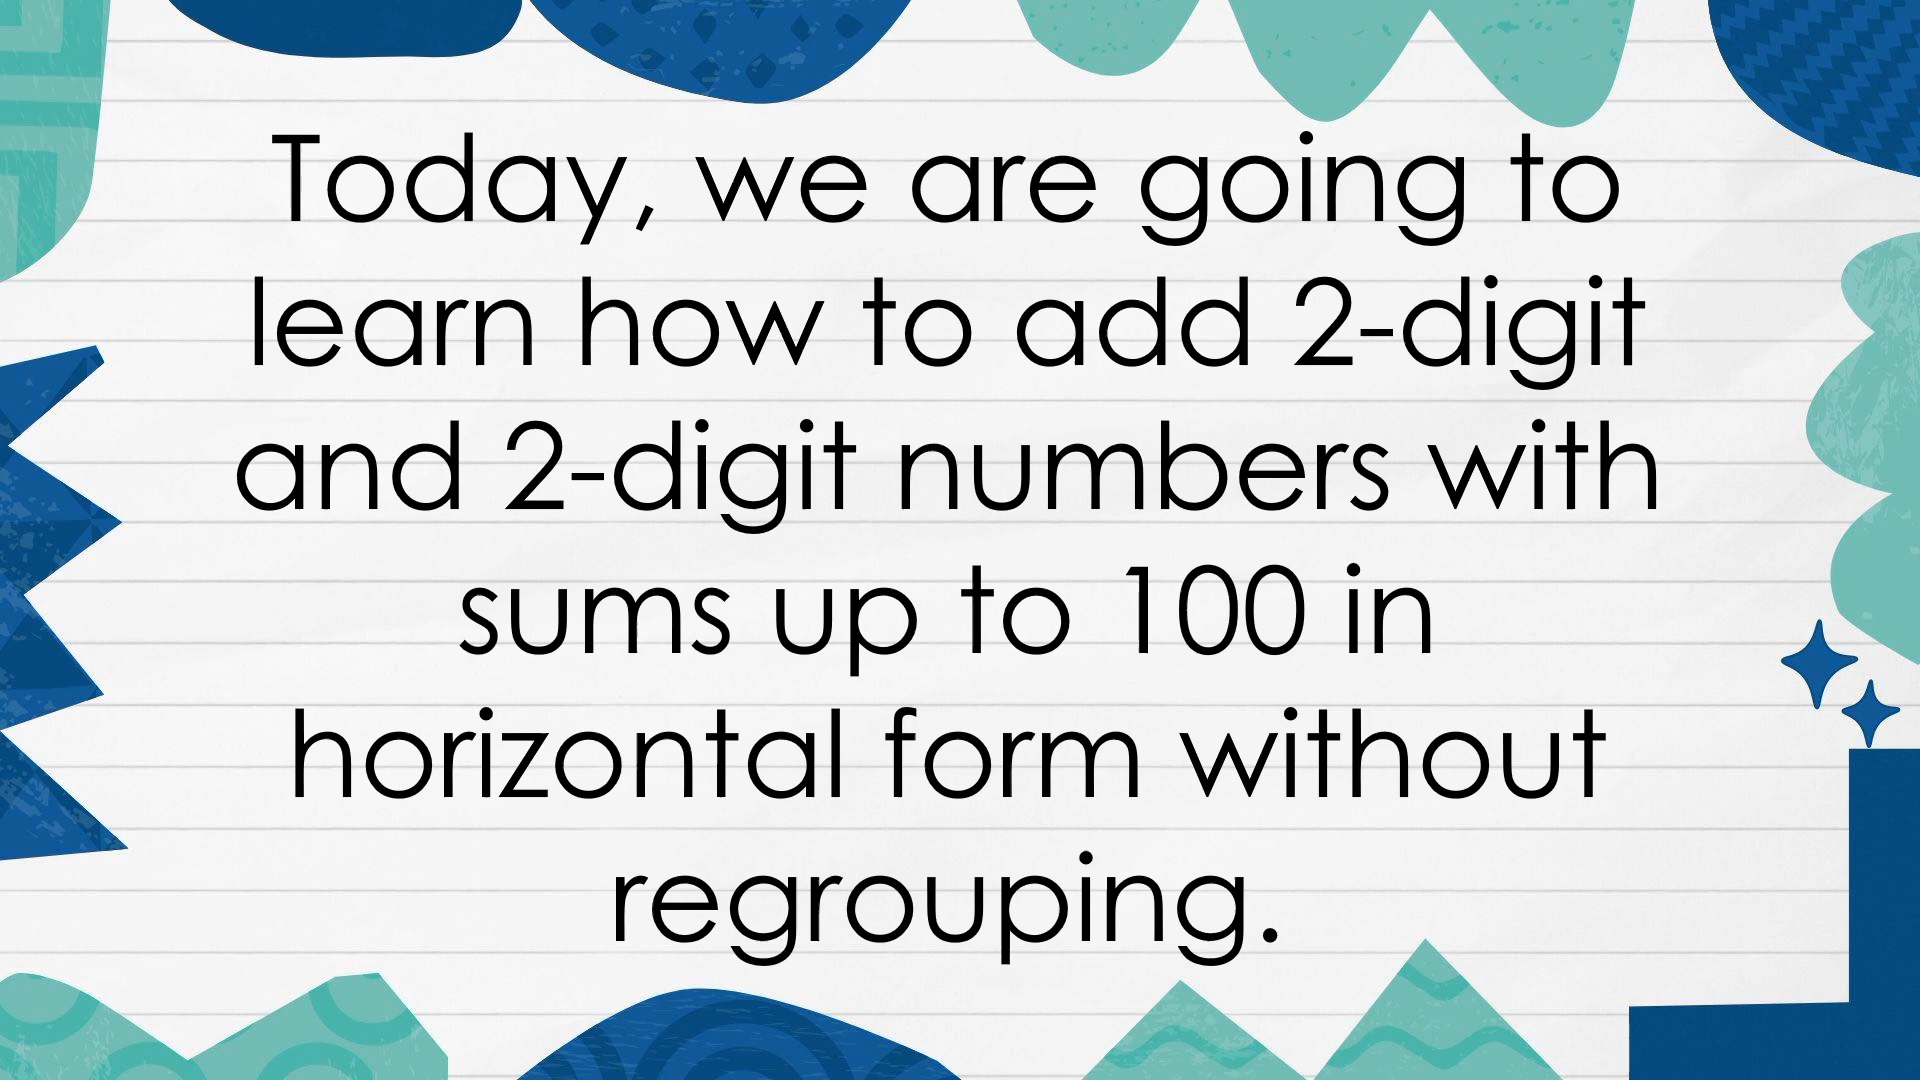 Today, we are going to
learn how to add 2-digit
and 2-digit numbers with
sums up to 100 in
horizontal form without
regrouping.